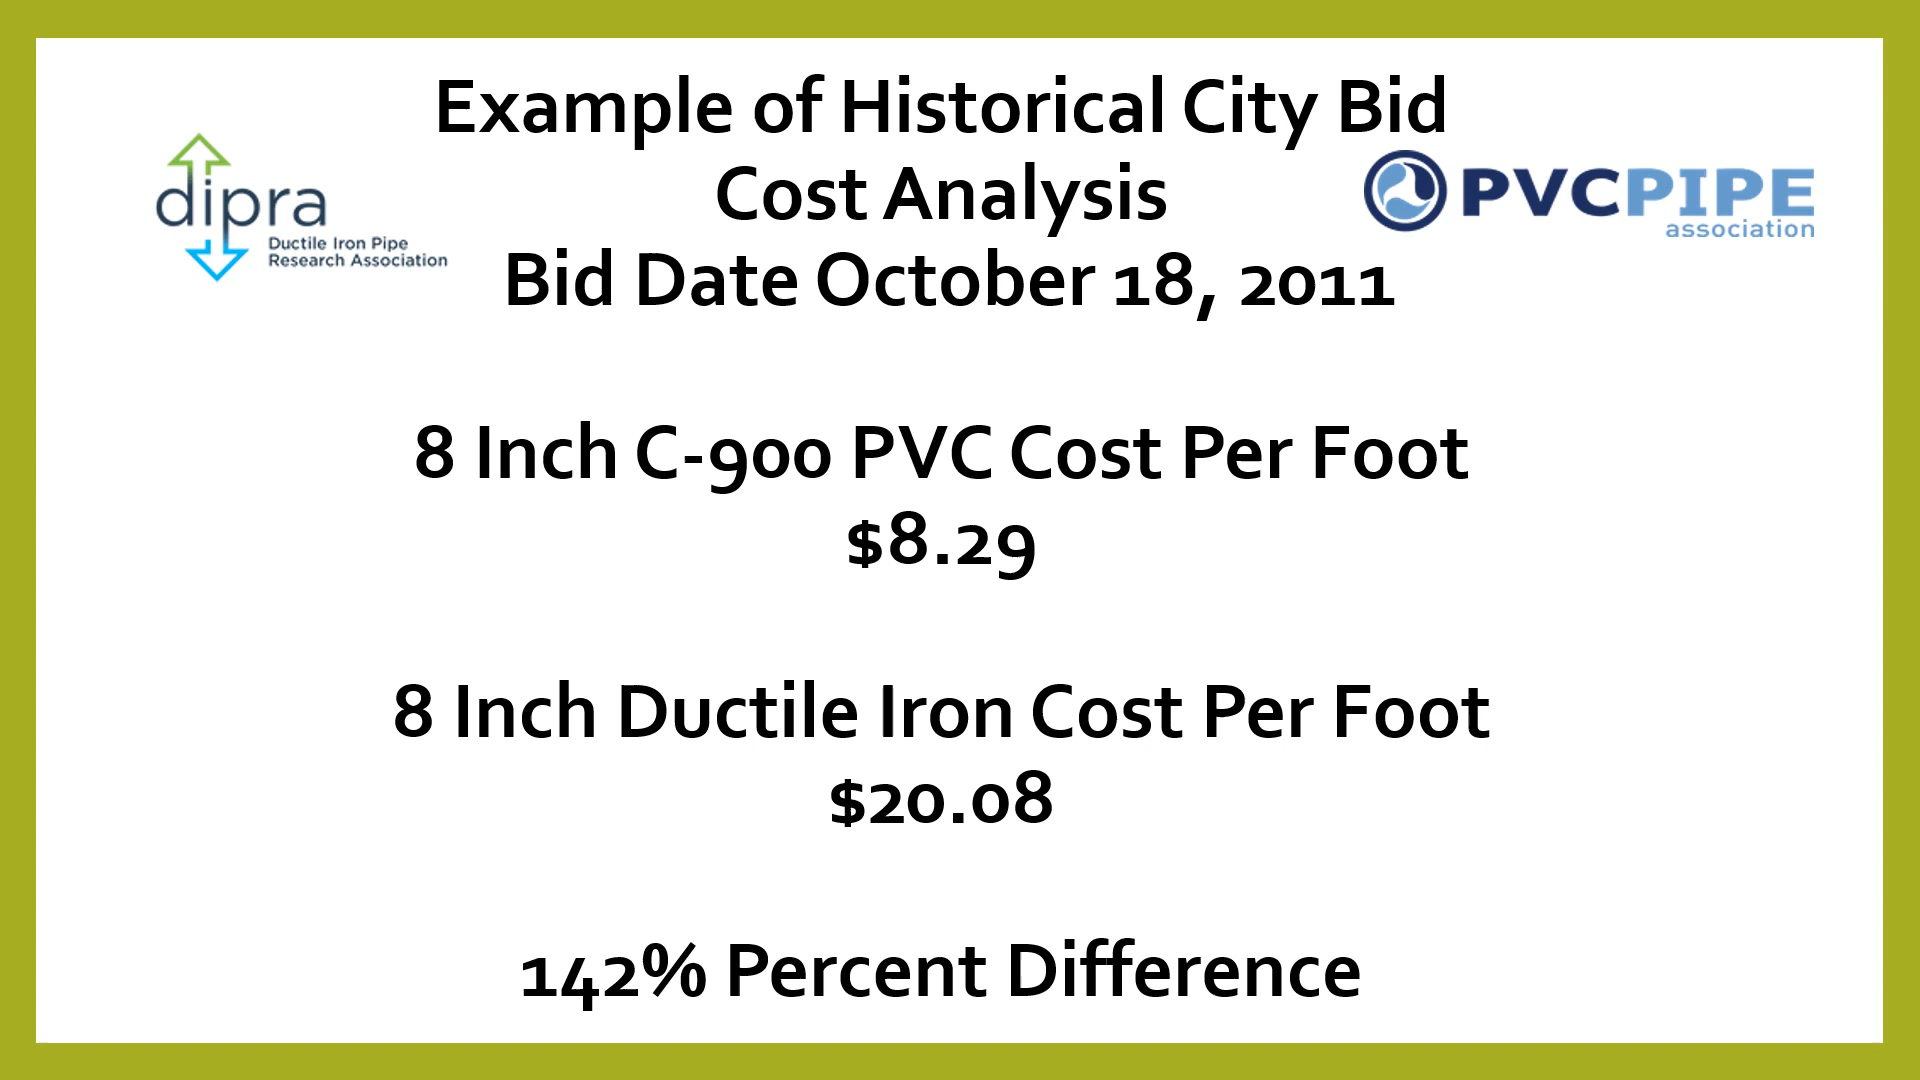 Example of Historical City Bid
Cost Analysis
Bid Date October 18, 2011
dipra
Ductile Iron Pipe
Research Association
PVCPIPE
association
8 Inch C-900 PVC Cost Per Foot
$8.29
8 Inch Ductile Iron Cost Per Foot
$20.08
142% Percent Difference